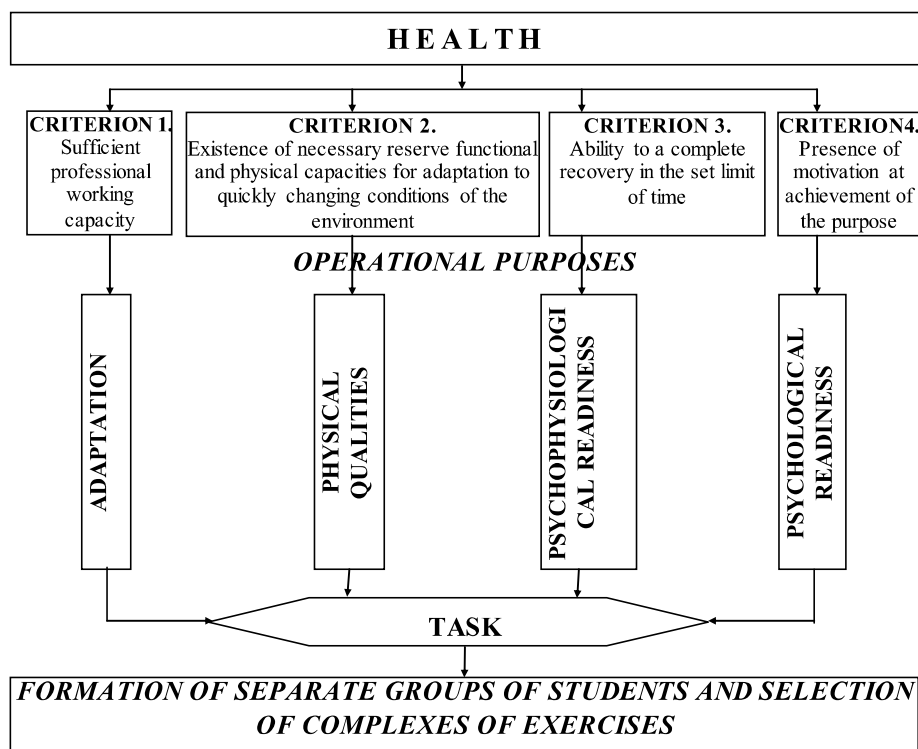 HEALTH
CRITERION 1.
Sufficient
professional
working
capacity
CRITERION 2.
Existence of necessary reserve functional
and physical capacities for adaptation to
quickly changing conditions of the
environment
CRITERION 3.
Ability to a complete
recovery in the set limit
of time
CRITERION4.
Presence of
motivation at
achievement of
the purpose
OPERATIONAL PURPOSES
ADAPTATION
PHYSICAL
QUALITIES
PSYCHOPHYSIOLOGI
CAL READINESS
PSYCHOLOGICAL
READINESS
TASK
FORMATION OF SEPARATE GROUPS OF STUDENTS AND SELECTION
OF COMPLEXES OF EXERCISES